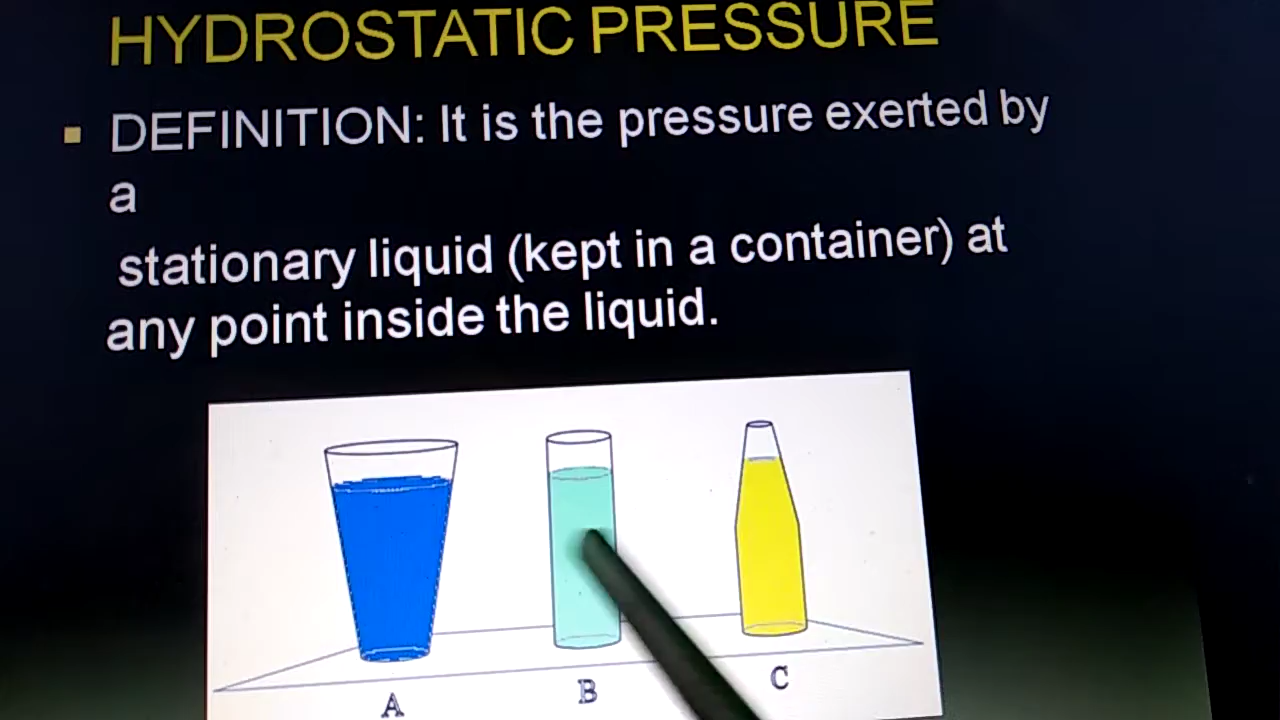 HYDROSTATIC PRESSURE
DEFINITION: It is the pressure exerted by
a
stationary liquid (kept in a container) at
any point inside the liquid.
A
B
C